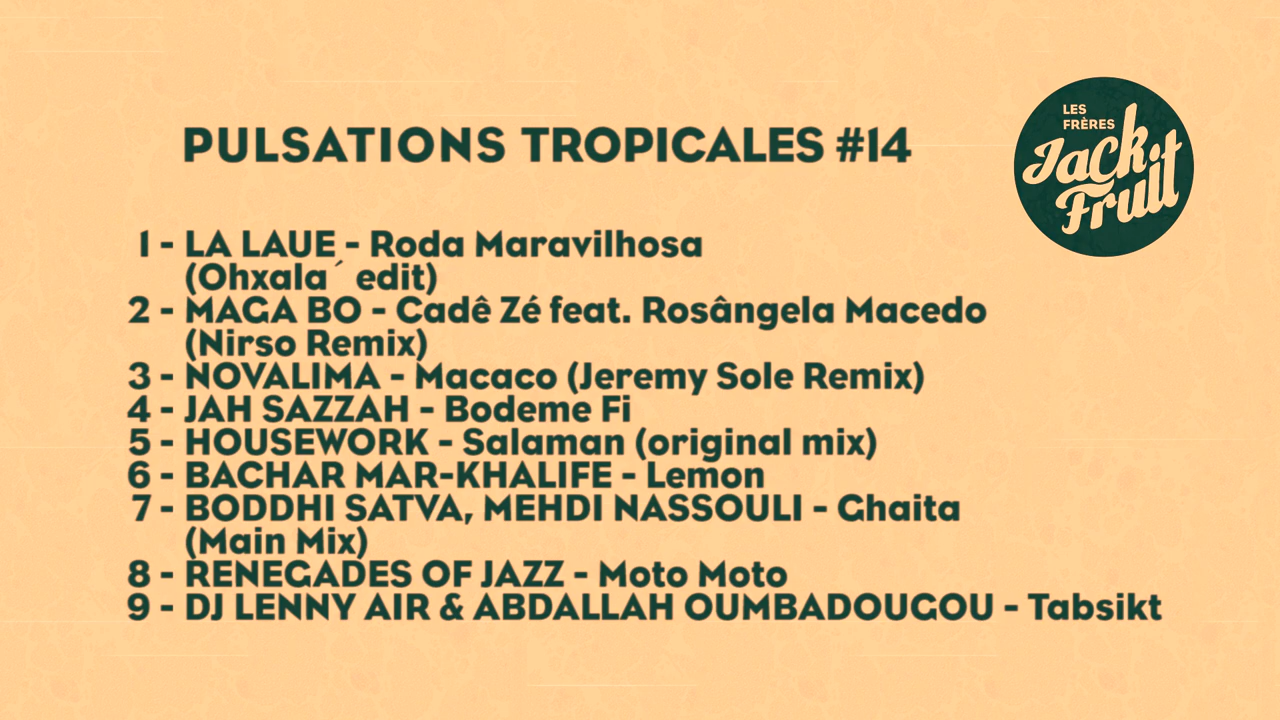 PULSATIONS TROPICALES #14
LES
FRÈRES
Jack
Fruit
1 - LA LAUE - Roda Maravilhosa
(Ohxala´ edit)
2 - MAGA BO - Cadê Zé feat. Rosângela Macedo
(Nirso Remix)
3 - NOVALIMA - Macaco (Jeremy Sole Remix)
4 - JAH SAZZAH - Bodeme Fi
5 - HOUSEWORK - Salaman (original mix)
6 - BACHAR MAR-KHALIFE - Lemon
7 - BODDHI SATVA, MEHDI NASSOULI - Ghaita
(Main Mix)
8 - RENEGADES OF JAZZ - Moto Moto
9 - DJ LENNY AIR & ABDALLAH OUMBADOUGOU - Tabsikt